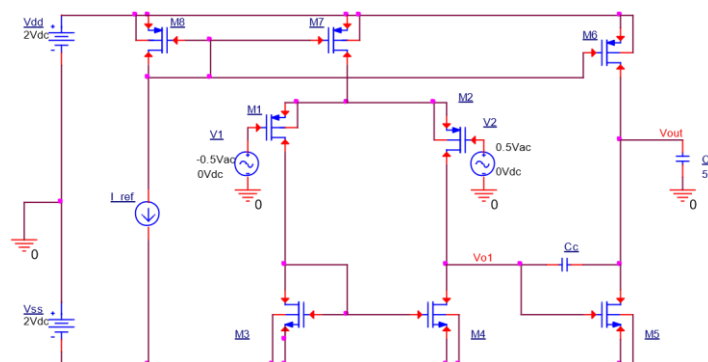 Vdd
2Vdc
M8
M7
M6
M1
M2
V1
V2
-0.5Vac
0Vdc
0.5Vac
0Vdc
Vout
C
5
0
0
0
I_ref
0
Vo1
Cc
Vss
2Vdc
M3
M4
M5